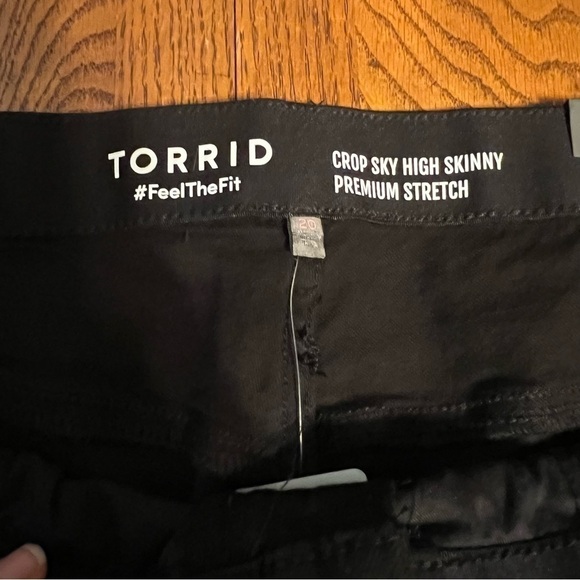 TORRID
#FeelTheFit
CROP SKY HIGH SKINNY
PREMIUM STRETCH